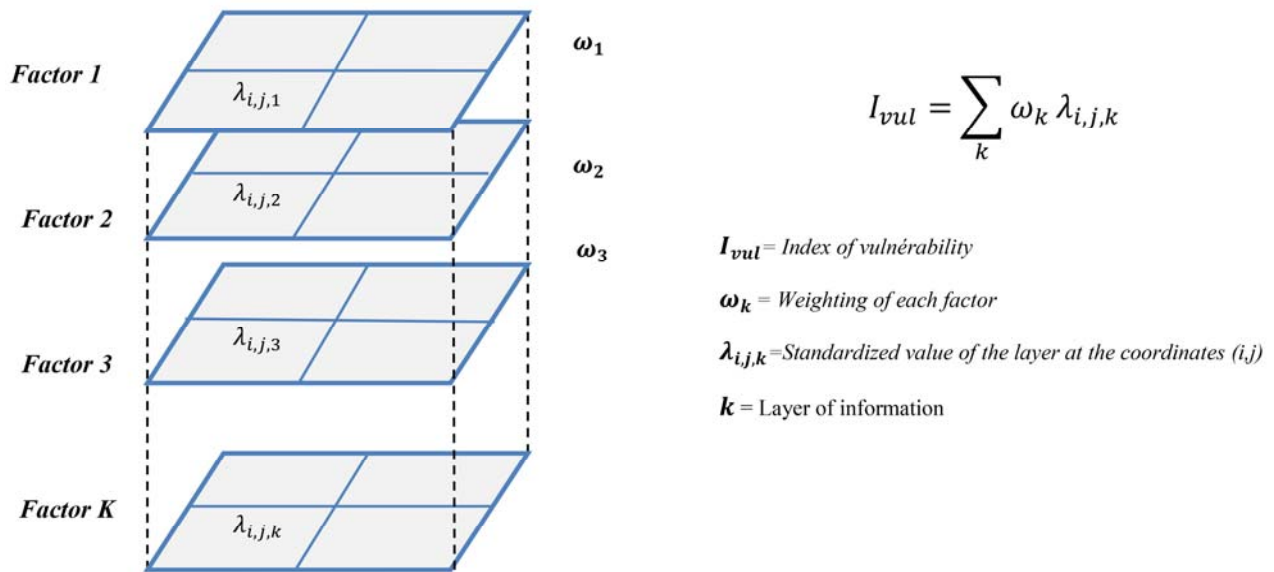 Factor 1
λi,j,1
ω1
Factor 2
λi,j,2
ω2
Factor 3
λi,j,3
ω3
Factor K
λi,j,k
Ivul = ∑k ωk λi,j,k
Ivul= Index of vulnérability
ωk = Weighting of each factor
λi,j,k=Standardized value of the layer at the coordinates (i,j)
k = Layer of information